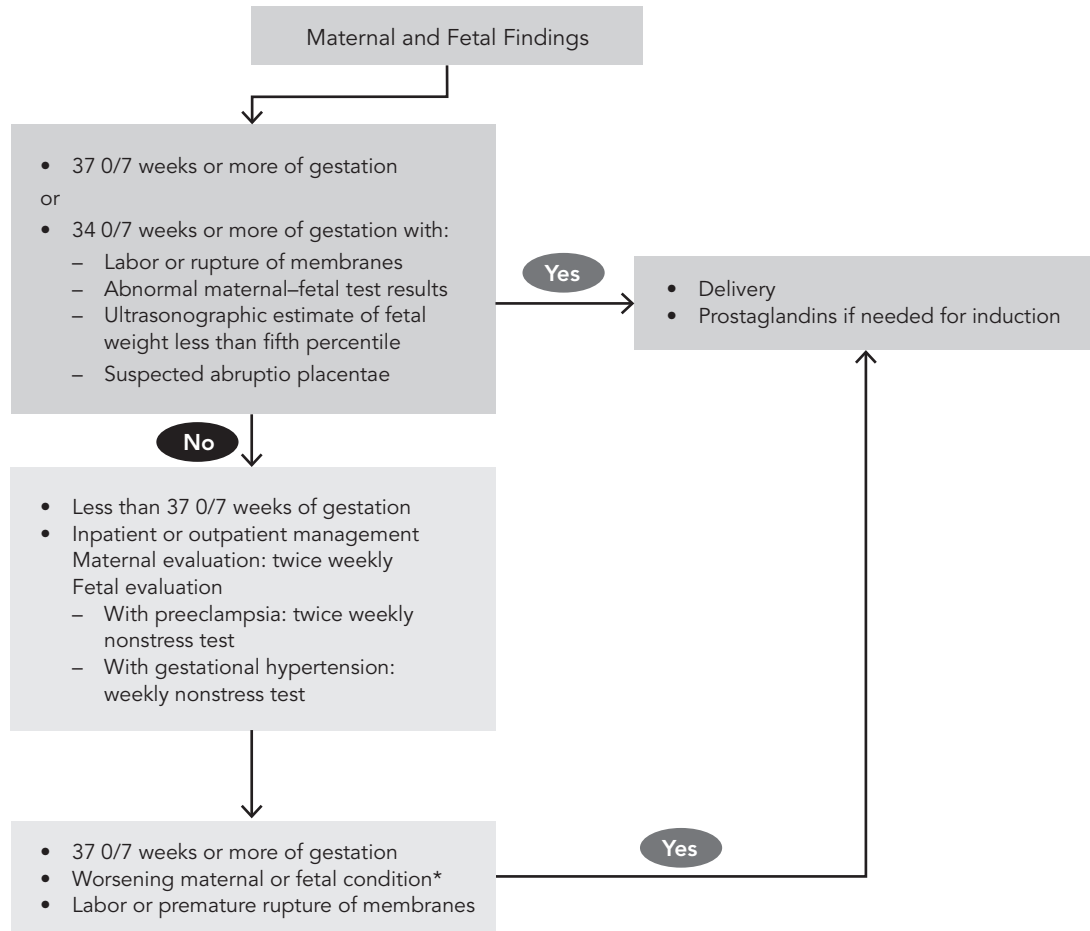 Maternal and Fetal Findings
• 37 0/7 weeks or more of gestation
or
• 34 0/7 weeks or more of gestation with:
– Labor or rupture of membranes
– Abnormal maternal–fetal test results
– Ultrasonographic estimate of fetal
weight less than fifth percentile
– Suspected abruptio placentae
Yes
• Delivery
• Prostaglandins if needed for induction
No
• Less than 37 0/7 weeks of gestation
• Inpatient or outpatient management
Maternal evaluation: twice weekly
Fetal evaluation
– With preeclampsia: twice weekly
nonstress test
– With gestational hypertension:
weekly nonstress test
• 37 0/7 weeks or more of gestation
• Worsening maternal or fetal condition*
• Labor or premature rupture of membranes
Yes